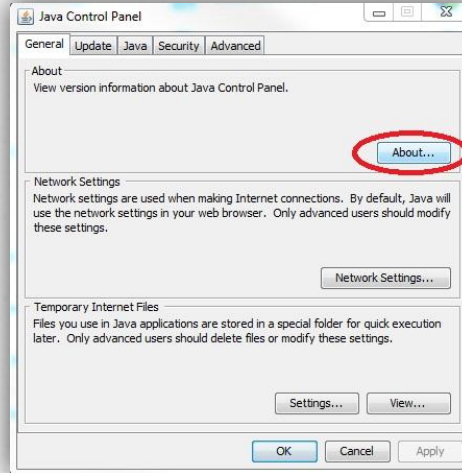 Java Control Panel
General Update Java Security Advanced
About
View version information about Java Control Panel.
About...
Network Settings
Network settings are used when making Internet connections.  By default, Java will
use the network settings in your web browser.  Only advanced users should modify
these settings.
Network Settings...
Temporary Internet Files
Files you use in Java applications are stored in a special folder for quick execution
later.  Only advanced users should delete files or modify these settings.
Settings... View...
OK Cancel Apply